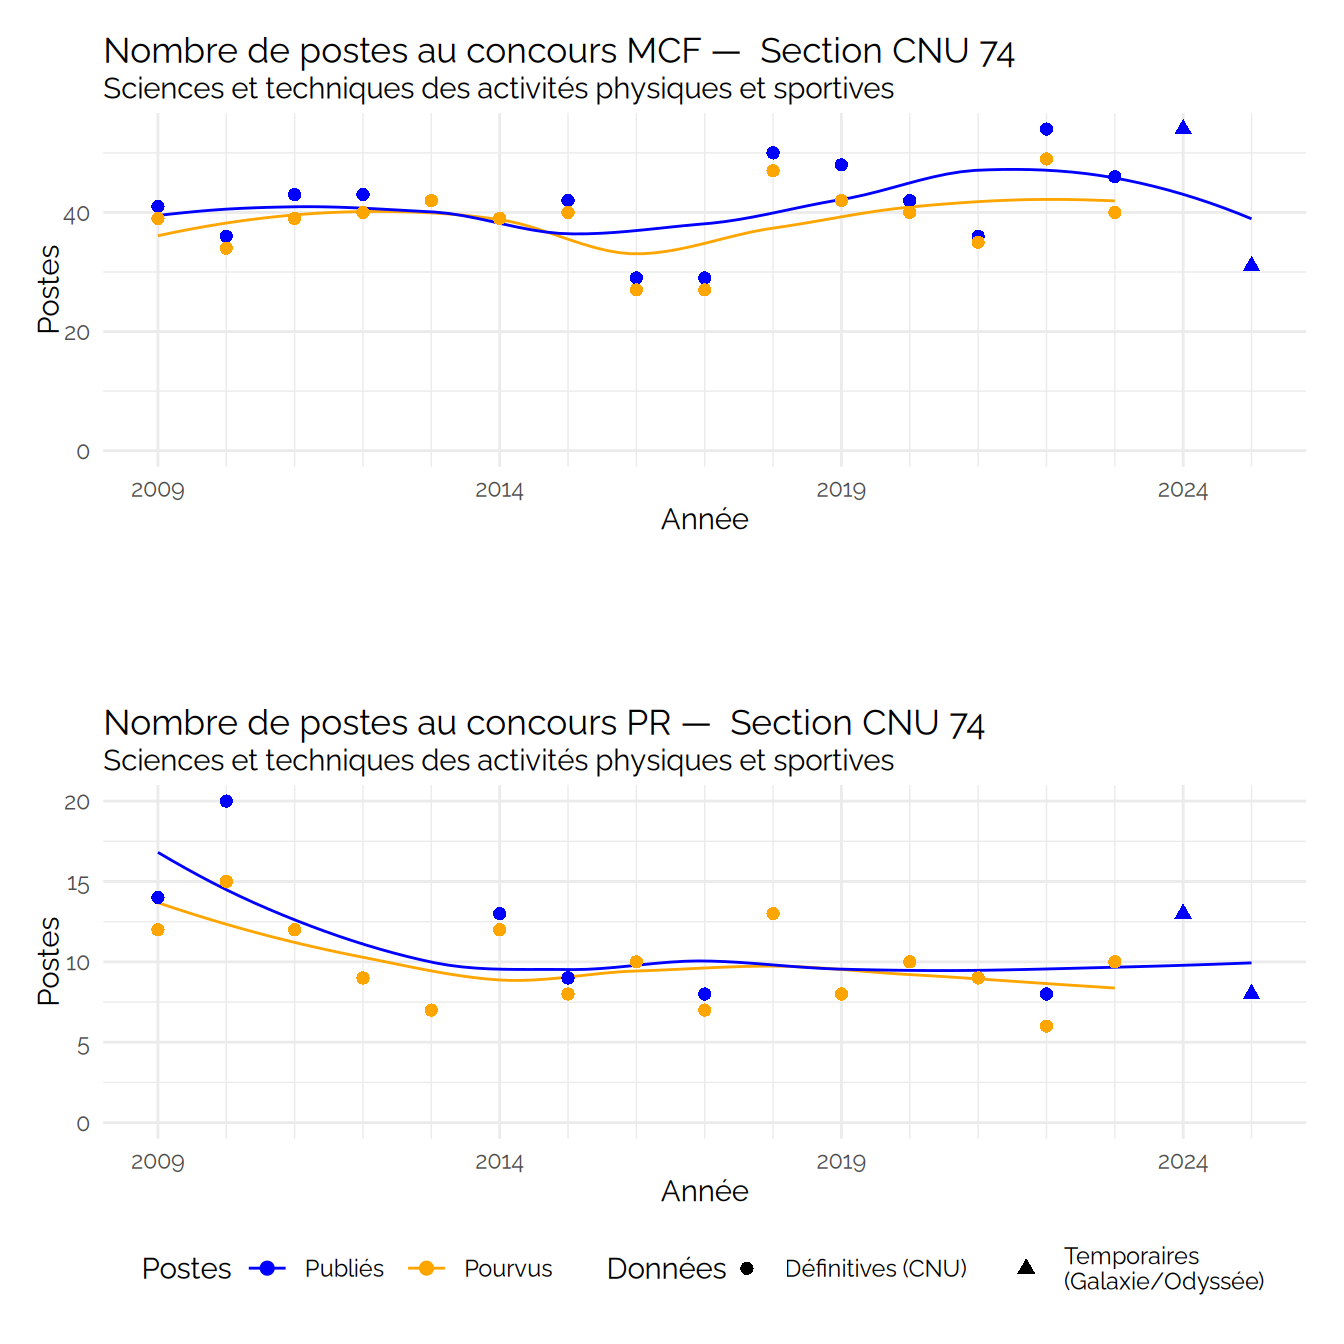 Nombre de postes au concours MCF —  Section CNU 74
Sciences et techniques des activités physiques et sportives
Postes
40
20
0
2009 2014 2019 2024
Année
Nombre de postes au concours PR —  Section CNU 74
Sciences et techniques des activités physiques et sportives
Postes
20
15
10
5
0
2009 2014 2019 2024
Année
Postes Publiés Pourvus Données Définitives (CNU) Temporaires
(Galaxie/Odyssée)